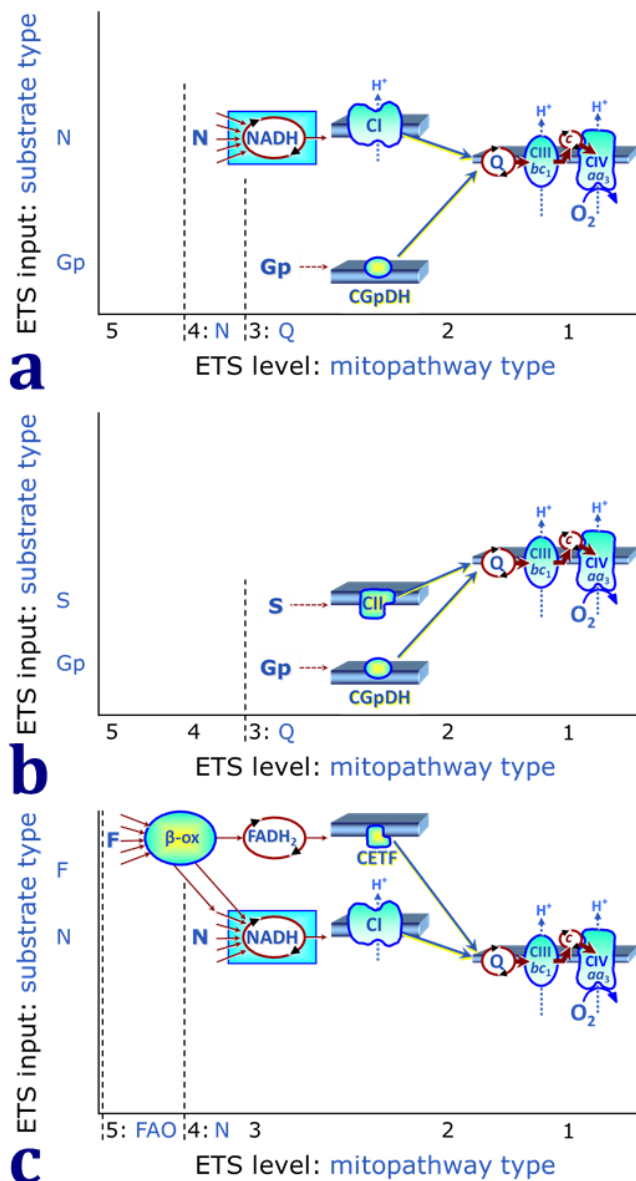 ETS input: substrate type
N
Gp
N
NADH
H+
CI
Gp
CGpDH
Q
H+
CIII
bc1
c
H+
CIV
aa3
O2
5 4: N 3: Q 2 1
ETS level: mitopathway type
a
ETS input: substrate type
S
Gp
S
CII
Gp
CGpDH
Q
H+
CIII
bc1
c
H+
CIV
aa3
O2
5 4 3: Q 2 1
ETS level: mitopathway type
b
ETS input: substrate type
F
N
F
β-ox
FADH2
CETF
N
NADH
H+
CI
Q
H+
CIII
bc1
c
H+
CIV
aa3
O2
5: FAO 4: N 3 2 1
ETS level: mitopathway type
c